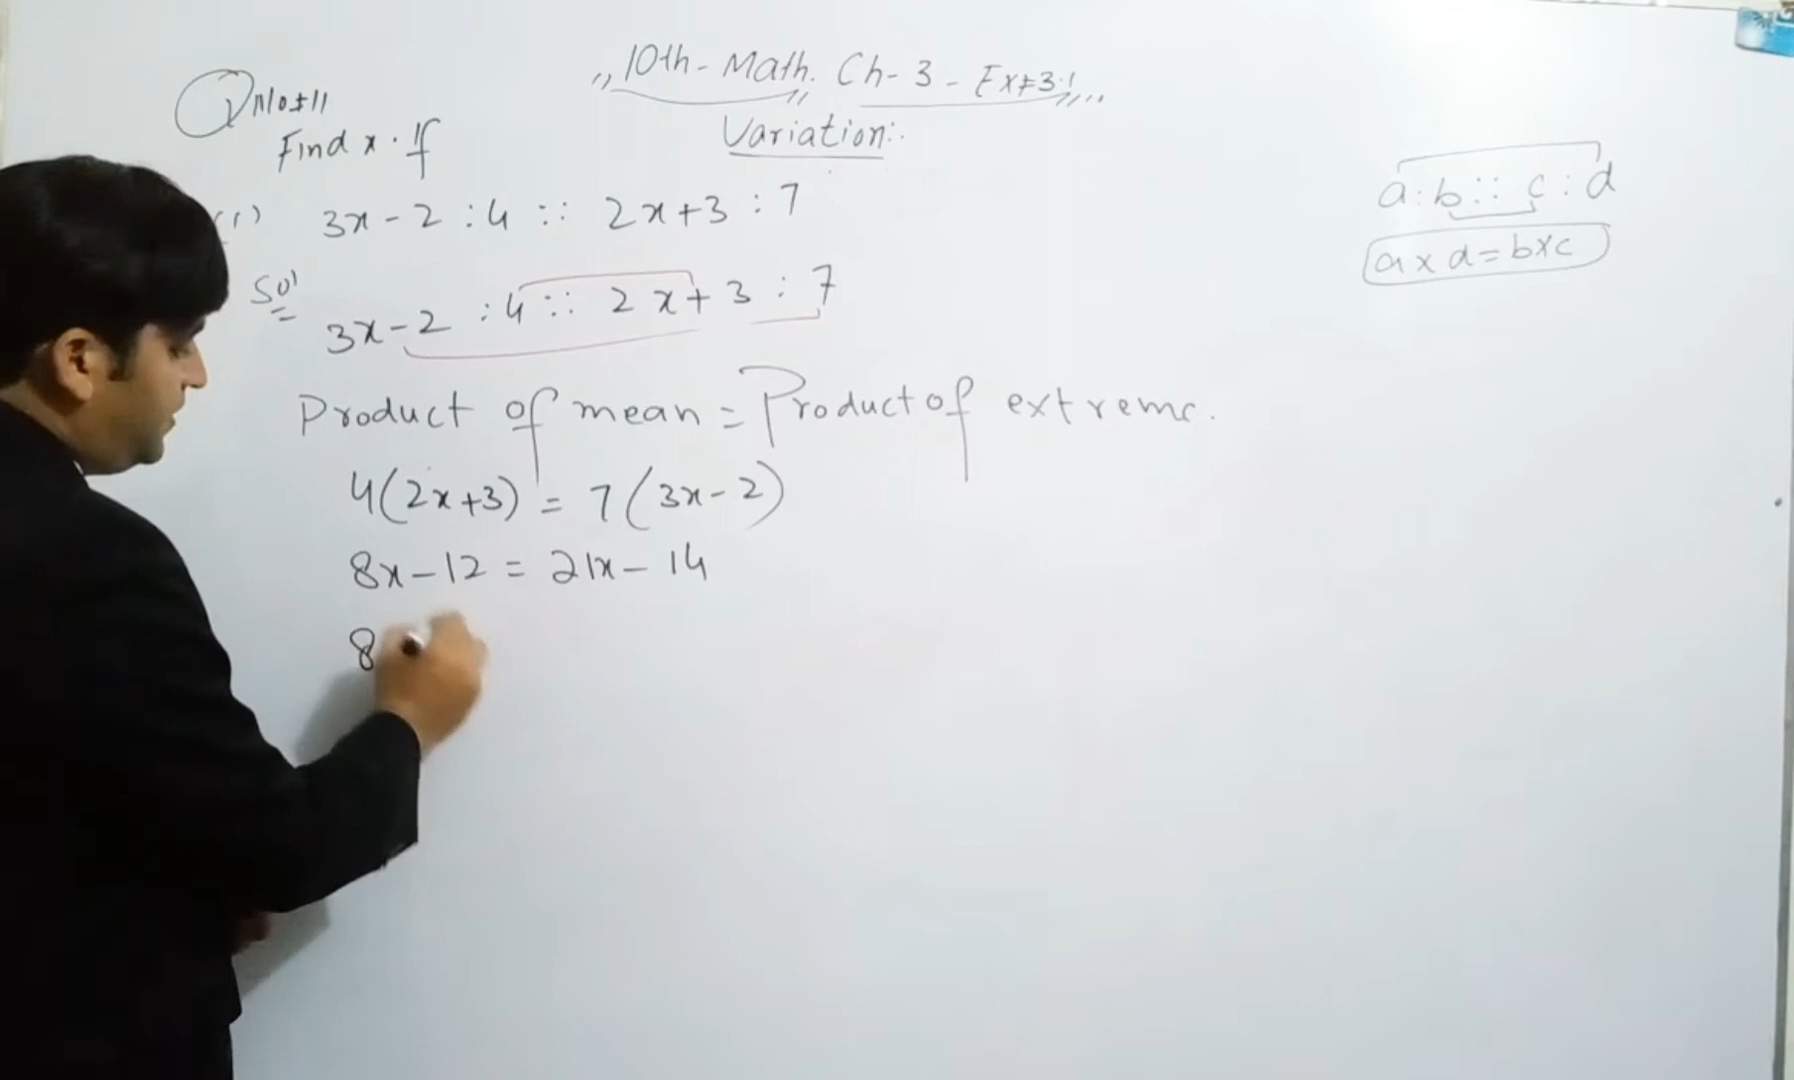 ,, 10th - Math. Ch - 3 - Ex # 3.1 ,,
Variation:.
Q No # 11
Find x . If
(1) 3x - 2 : 4 :: 2x + 3 : 7
Sol
3x - 2 : 4 :: 2x + 3 : 7
Product of mean = Product of extreme.
4(2x+3) = 7(3x-2)
8x - 12 = 21x - 14
8
a : b :: c : d
a x d = b x c